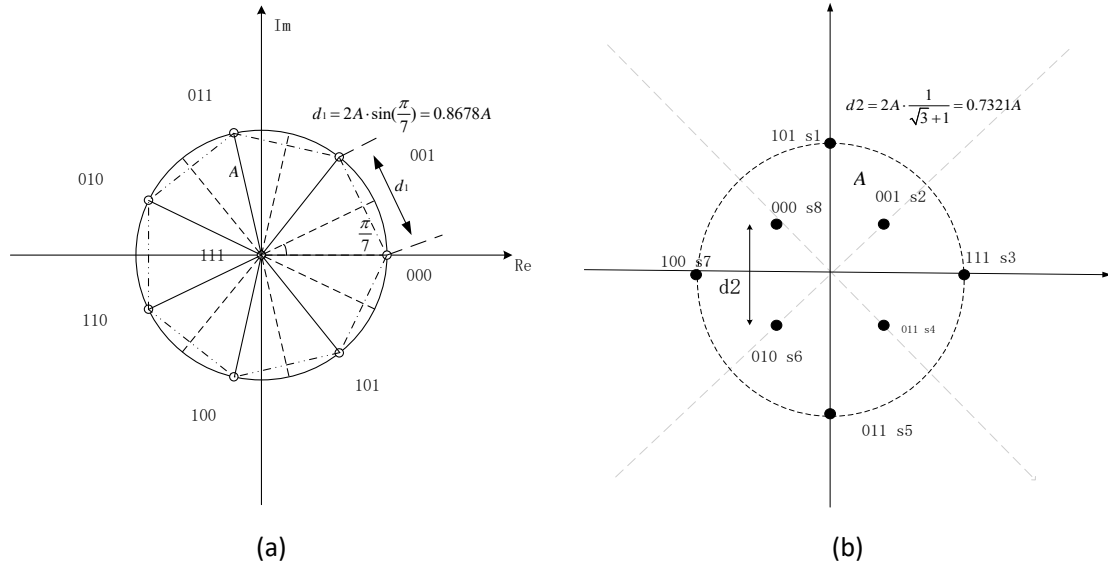 Im
011
d₁ = 2A · sin(π/7) = 0.8678A
001
A
d₁
010
π/7
111
000
Re
110
101
100
(a)
d2 = 2A · 1/(√3+1) = 0.7321A
101 s1
A
000 s8
001 s2
100 s7
111 s3
d2
011 s4
010 s6
011 s5
(b)